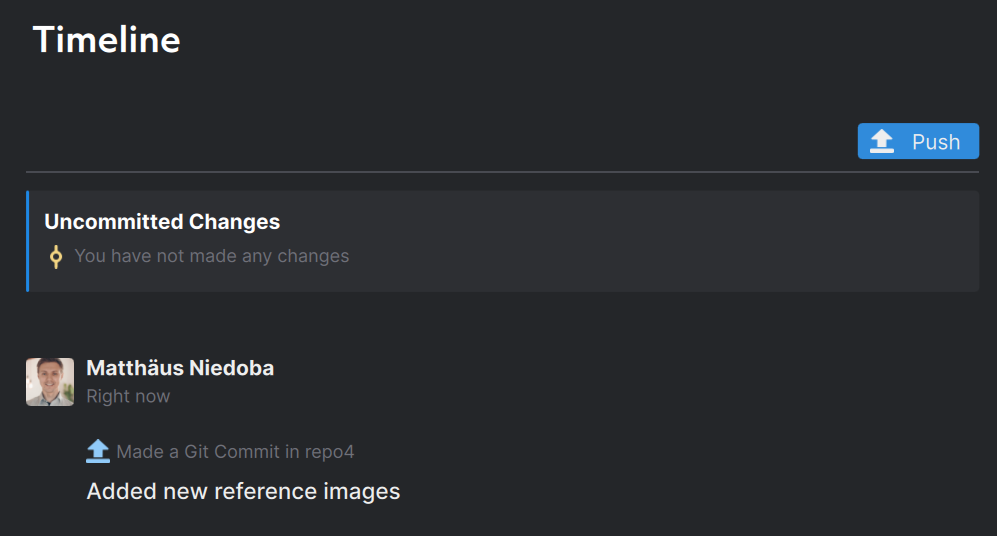 Timeline
Push
Uncommitted Changes
You have not made any changes
Matthäus Niedoba
Right now
Made a Git Commit in repo4
Added new reference images